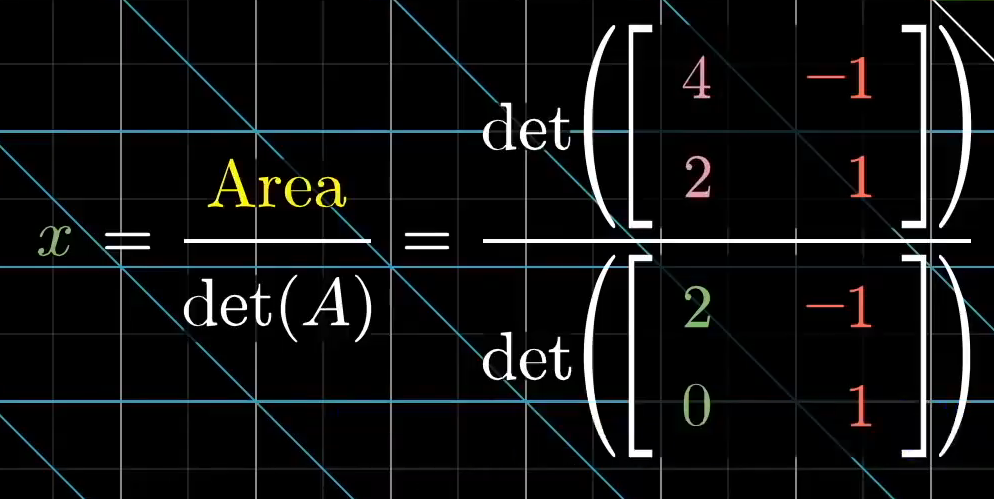 x = Area / det(A) = det([4 −1; 2 1]) / det([2 −1; 0 1])